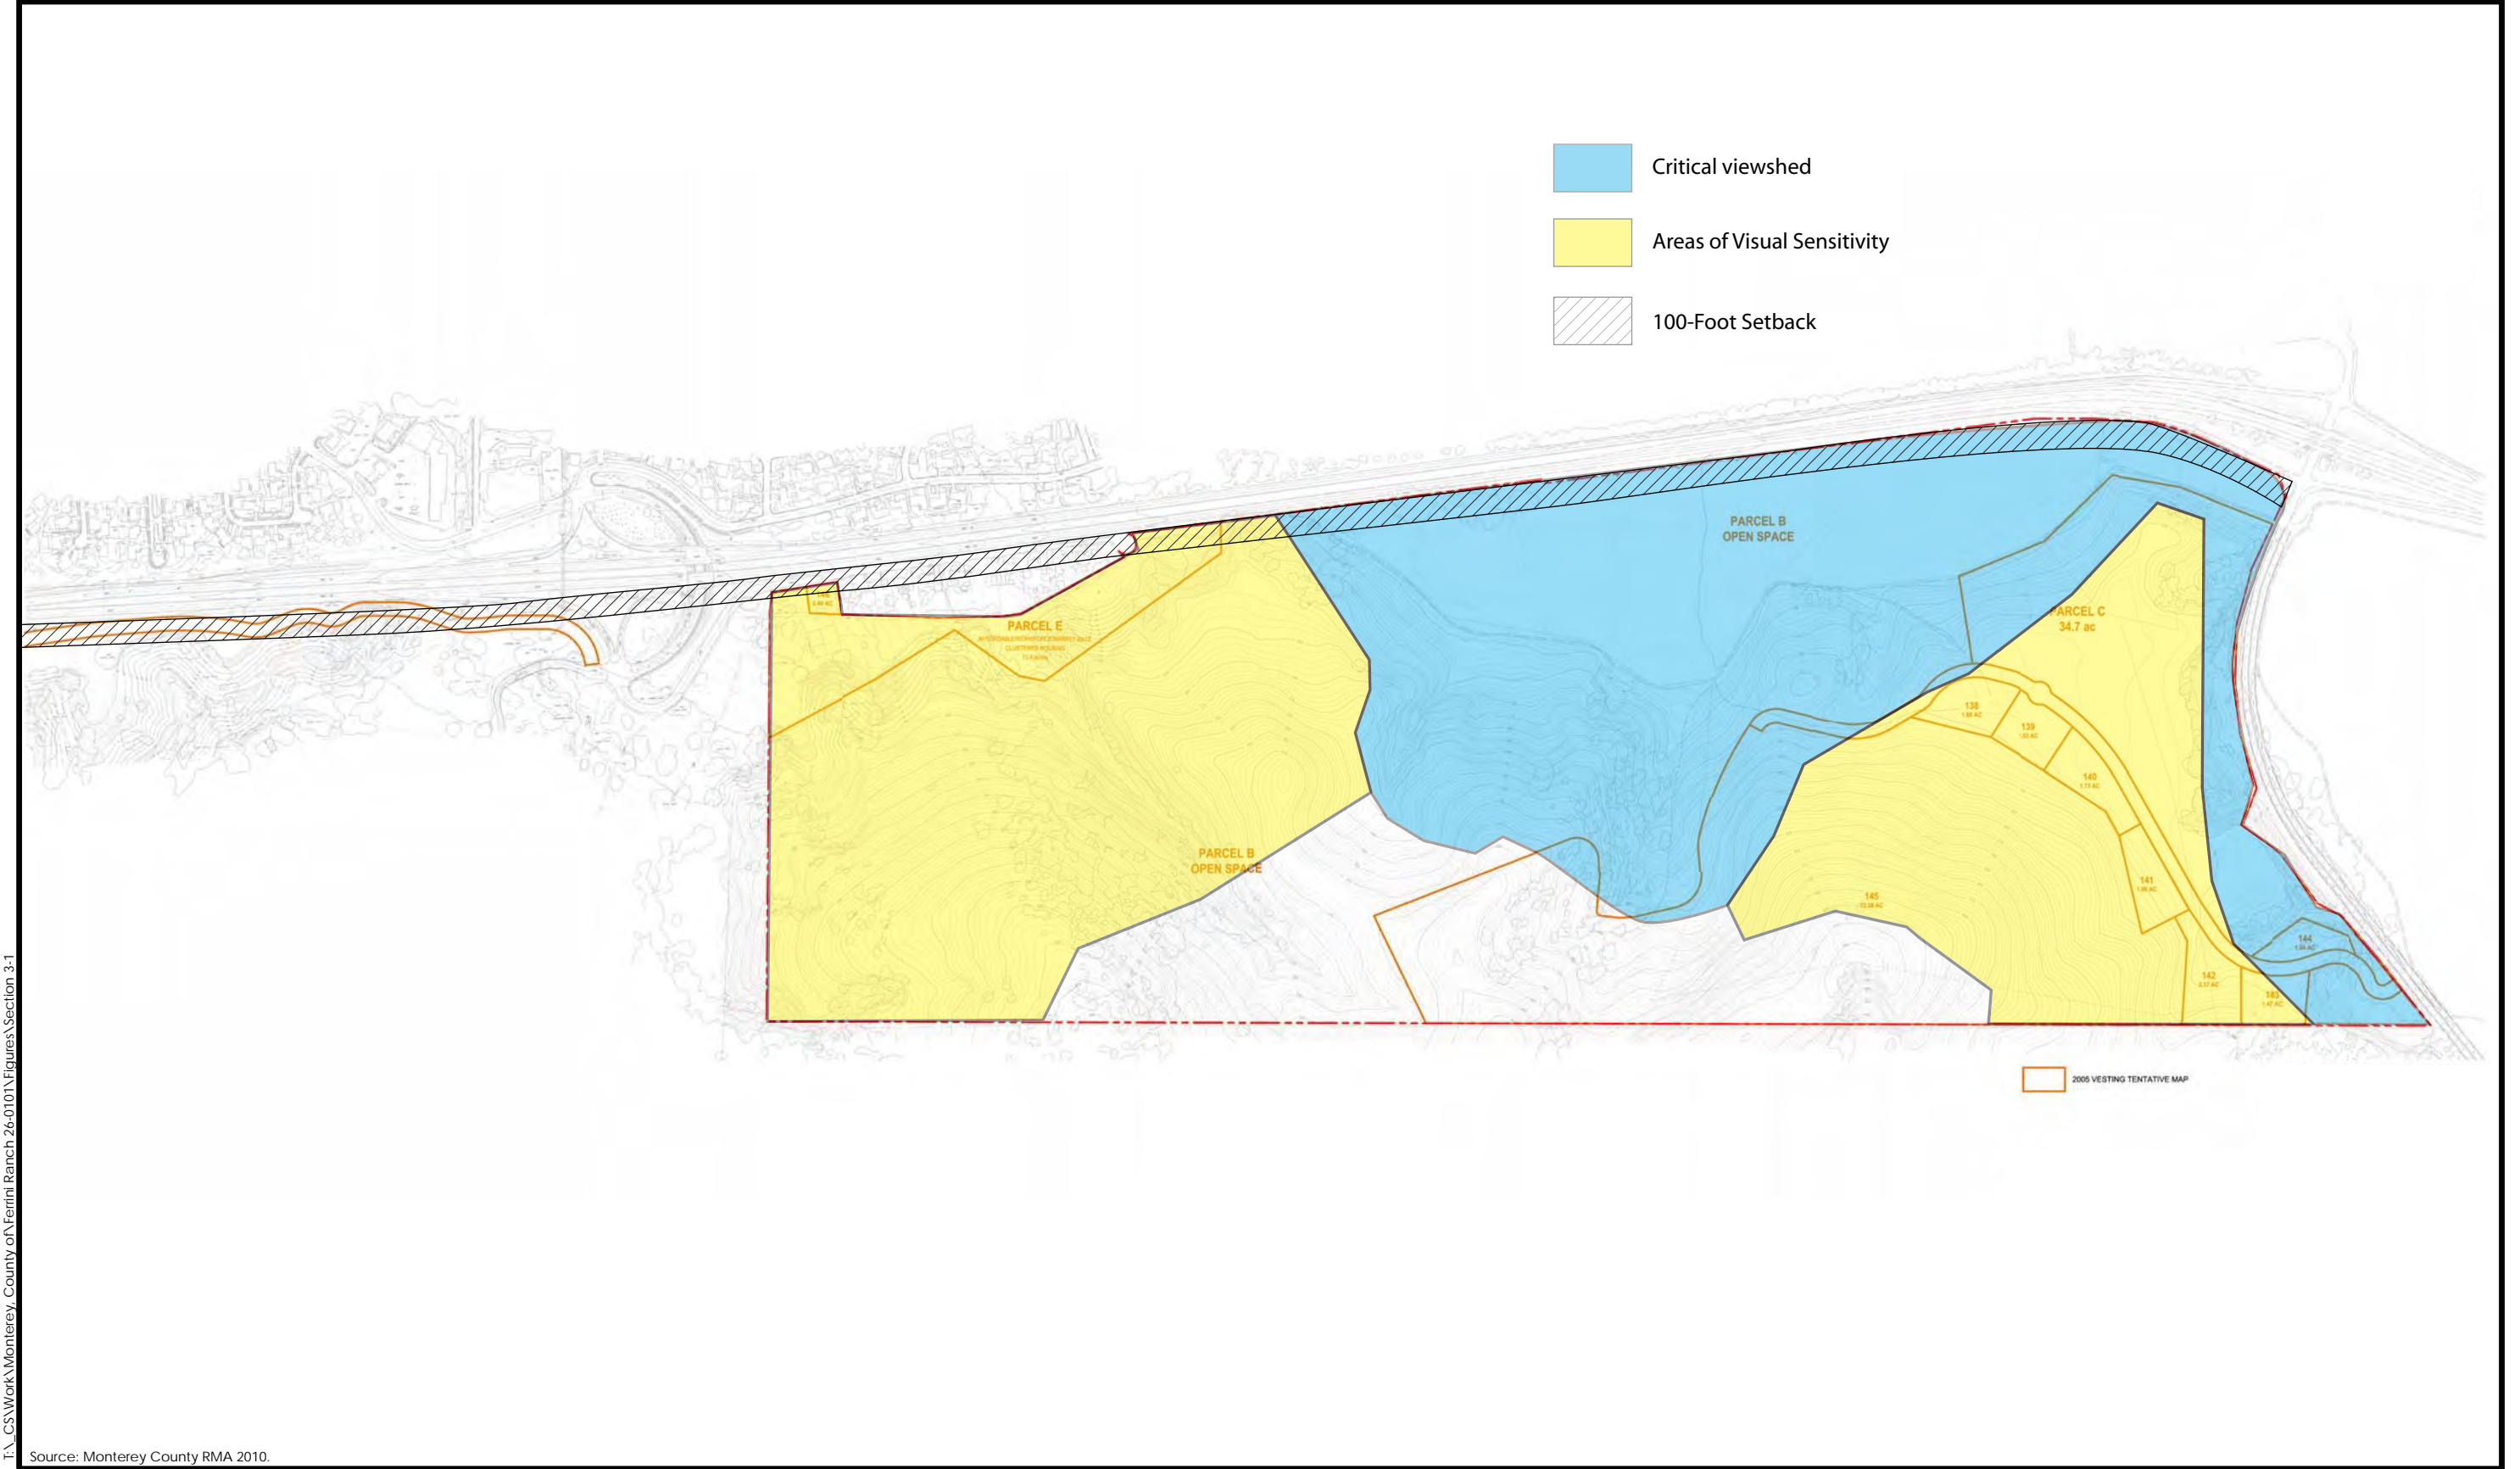 Critical viewshed
Areas of Visual Sensitivity
100-Foot Setback
PARCEL B
OPEN SPACE
PARCEL C
34.7 ac
PARCEL E
CLUSTERED HOUSING
138
139
140
141
142
143
144
145
PARCEL B
OPEN SPACE
2005 VESTING TENTATIVE MAP
T:\_CS\Work\Monterey, County of\Ferrini Ranch 26-0101\Figures\Section 3-1
Source: Monterey County RMA 2010.